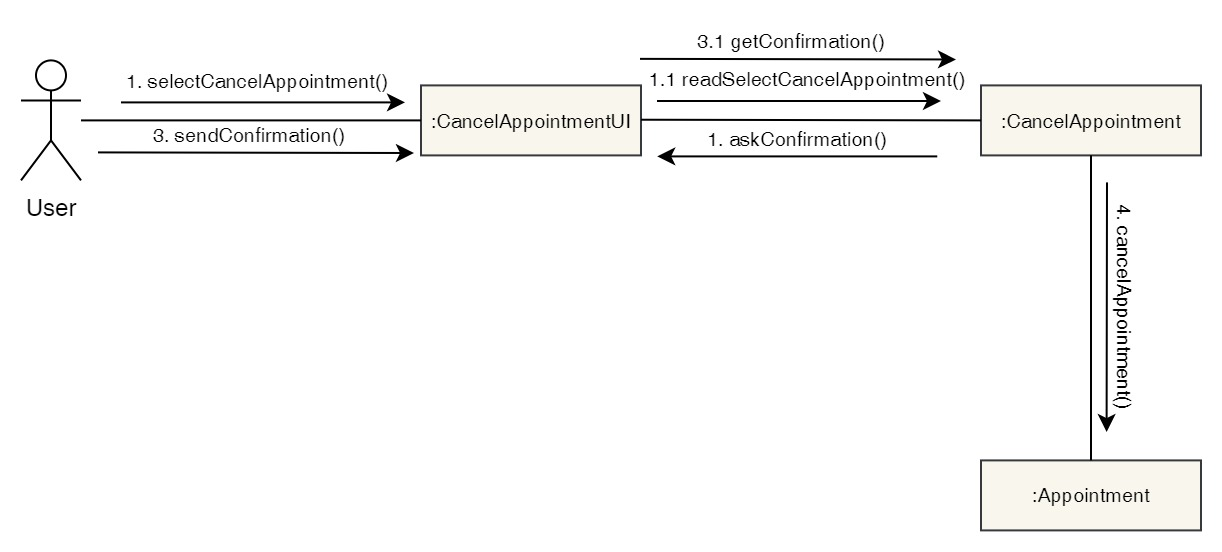 3.1 getConfirmation()
1. selectCancelAppointment()
1.1 readSelectCancelAppointment()
:CancelAppointmentUI
:CancelAppointment
3. sendConfirmation()
1. askConfirmation()
User
4. cancelAppointment()
:Appointment